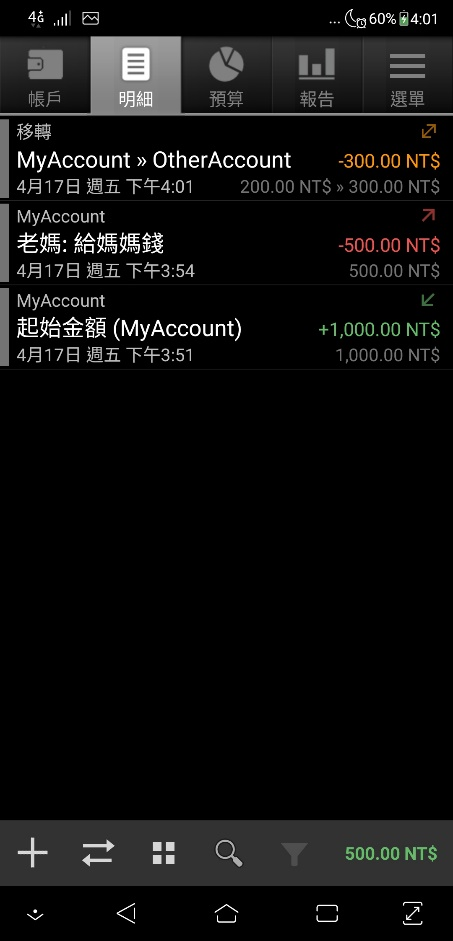 4G ... 60% 4:01
帳戶 明細 預算 報告 選單
移轉
MyAccount » OtherAccount -300.00 NT$
4月17日 週五 下午4:01 200.00 NT$ » 300.00 NT$
MyAccount
老媽: 給媽媽錢 -500.00 NT$
4月17日 週五 下午3:54 500.00 NT$
MyAccount
起始金額 (MyAccount) +1,000.00 NT$
4月17日 週五 下午3:51 1,000.00 NT$
500.00 NT$